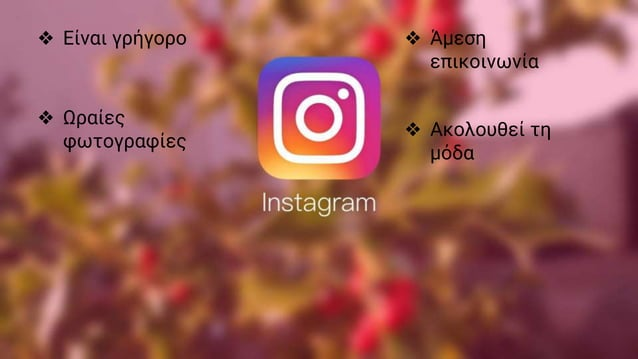 ❖ Είναι γρήγορο
❖ Ωραίες
φωτογραφίες
Instagram
❖ Άμεση
επικοινωνία
❖ Ακολουθεί τη
μόδα